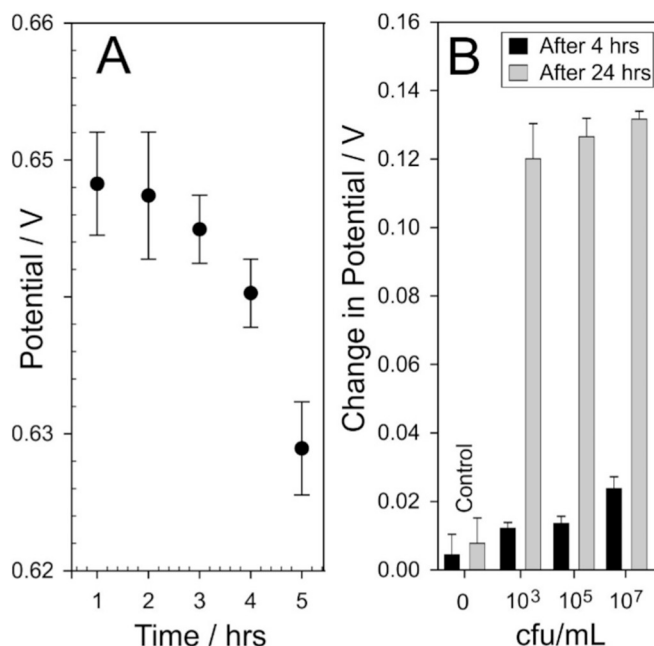 A
Potential / V
0.66
0.65
0.63
0.62
1 2 3 4 5
Time / hrs
B
After 4 hrs
After 24 hrs
Change in Potential / V
0.16
0.14
0.12
0.10
0.08
0.06
0.04
0.02
0.00
Control
0 10³ 10⁵ 10⁷
cfu/mL